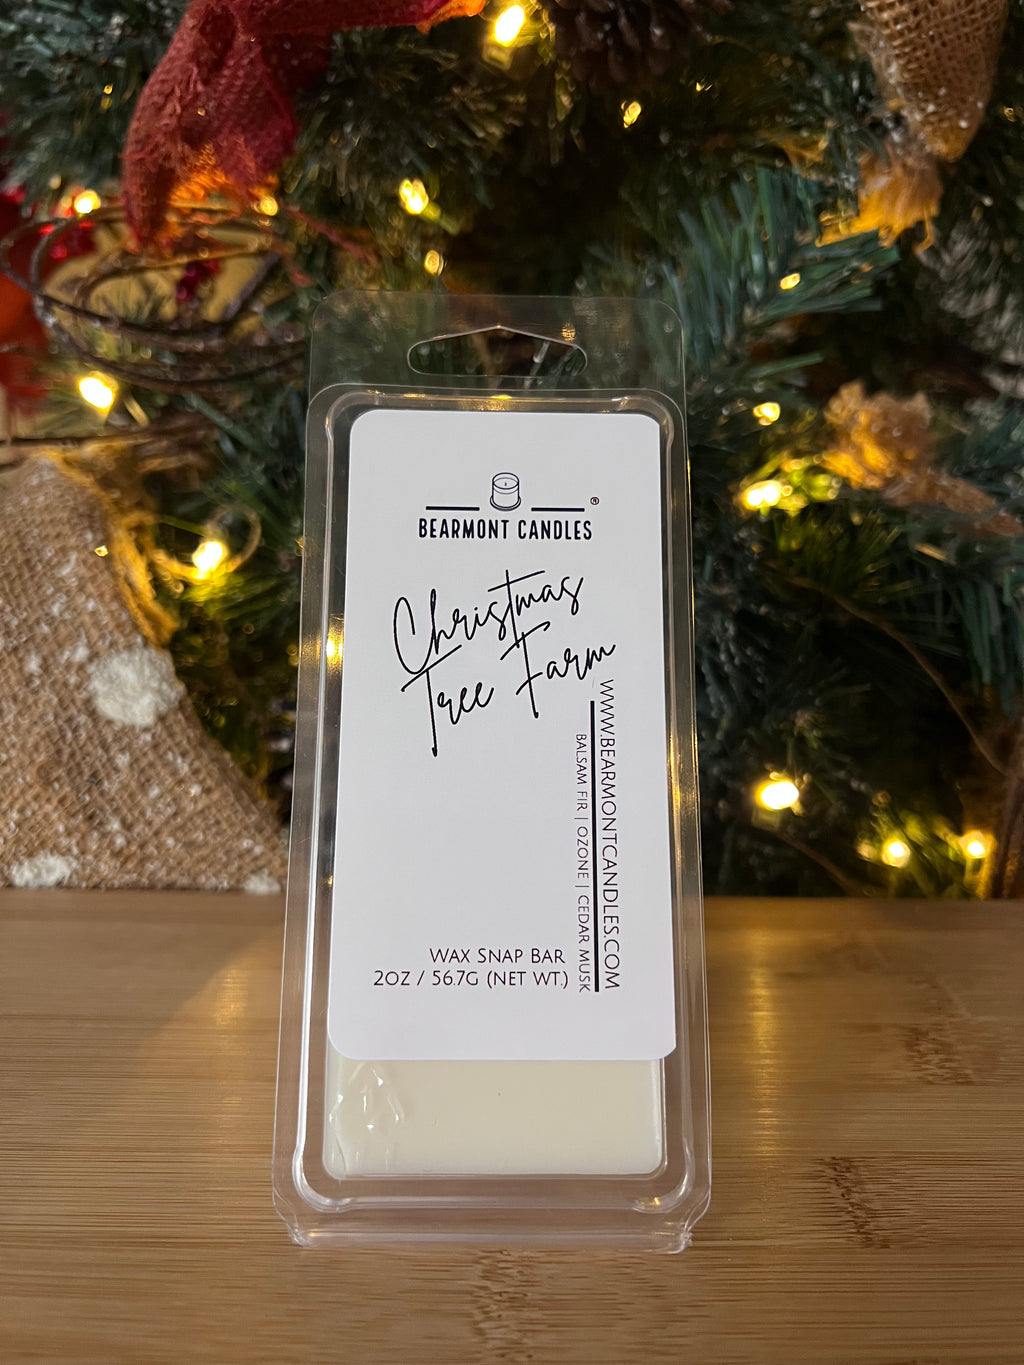 ®
BEARMONT CANDLES
Christmas
Tree Farm
WWW.BEARMONTCANDLES.COM
BALSAM FIR | OZONE | CEDAR MUSK
WAX SNAP BAR
2OZ / 56.7G (NET WT.)